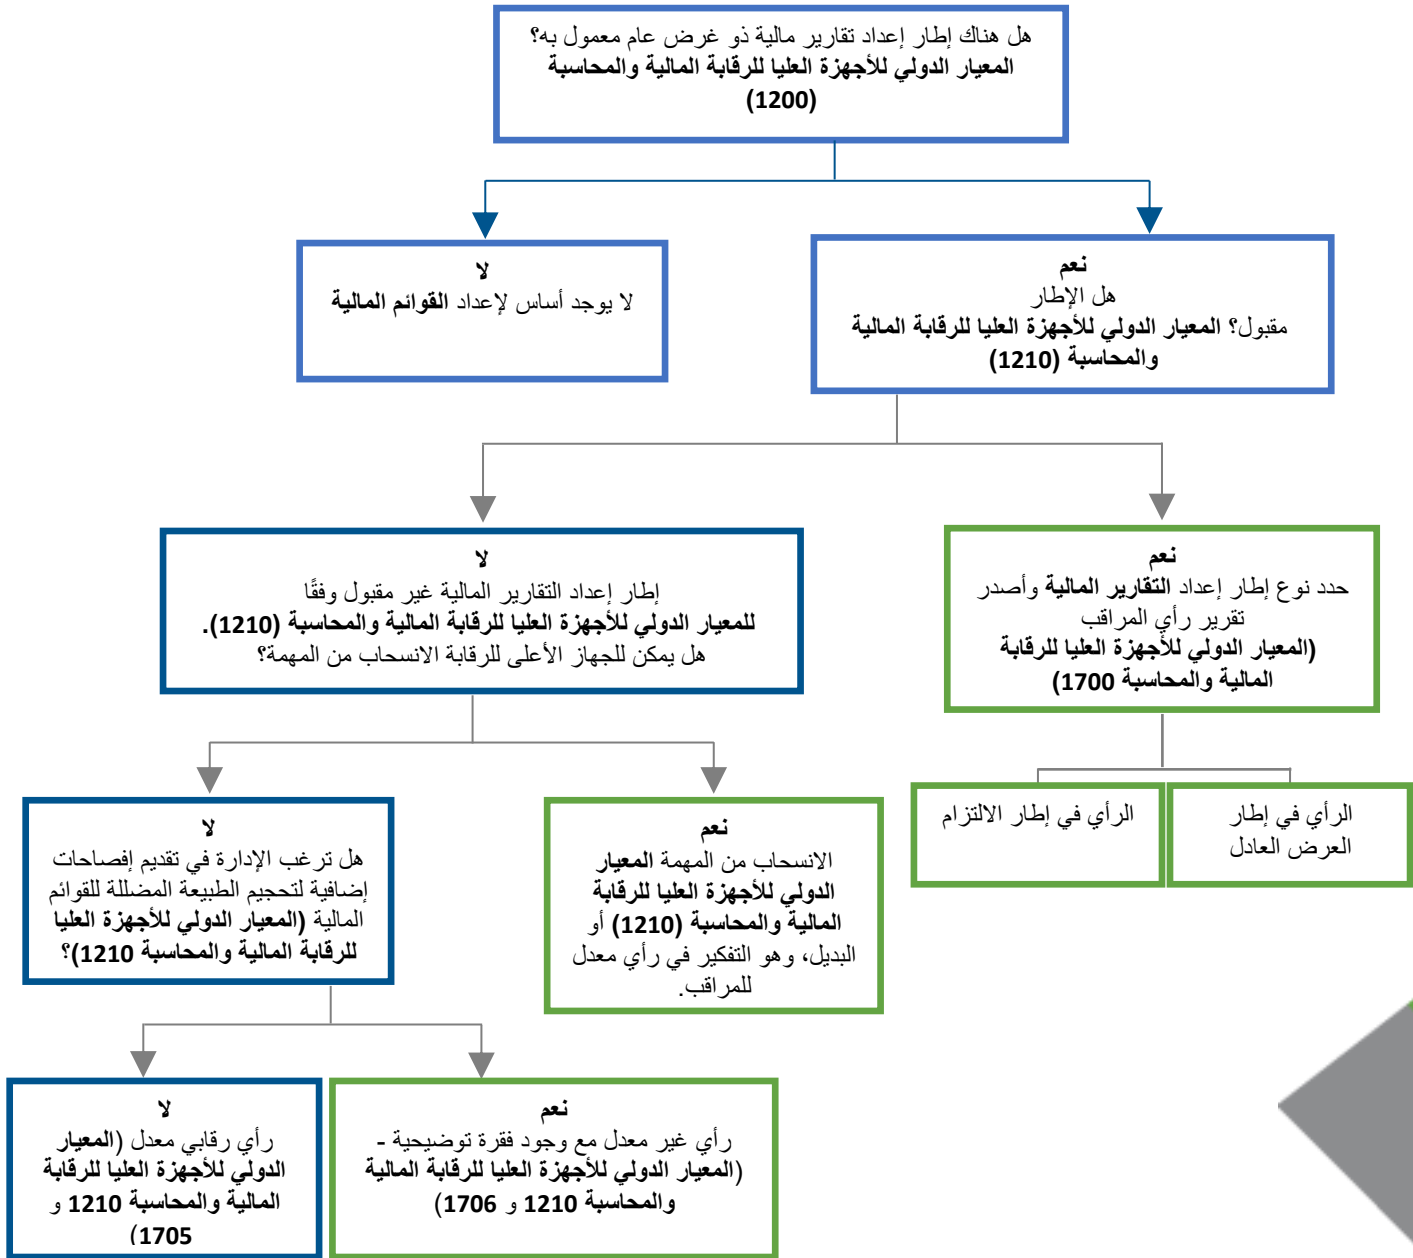 هل هناك إطار إعداد تقارير مالية ذو غرض عام معمول به؟
المعيار الدولي للأجهزة العليا للرقابة المالية والمحاسبة
(1200)
نعم
هل الإطار
مقبول؟ المعيار الدولي للأجهزة العليا للرقابة المالية
والمحاسبة (1210)
لا
لا يوجد أساس لإعداد القوائم المالية
نعم
حدد نوع إطار إعداد التقارير المالية وأصدر
تقرير رأي المراقب
(المعيار الدولي للأجهزة العليا للرقابة
المالية والمحاسبة 1700)
لا
إطار إعداد التقارير المالية غير مقبول وفقًا
للمعيار الدولي للأجهزة العليا للرقابة المالية والمحاسبة (1210).
هل يمكن للجهاز الأعلى للرقابة الانسحاب من المهمة؟
الرأي في إطار
العرض العادل
الرأي في إطار الالتزام
نعم
الانسحاب من المهمة المعيار
الدولي للأجهزة العليا للرقابة
المالية والمحاسبة (1210) أو
البديل، وهو التفكير في رأي معدل
للمراقب.
لا
هل ترغب الإدارة في تقديم إفصاحات
إضافية لتحجيم الطبيعة المضللة للقوائم
المالية (المعيار الدولي للأجهزة العليا
للرقابة المالية والمحاسبة 1210)؟
نعم
رأي غير معدل مع وجود فقرة توضيحية -
(المعيار الدولي للأجهزة العليا للرقابة المالية
والمحاسبة 1210 و 1706)
لا
رأي رقابي معدل (المعيار
الدولي للأجهزة العليا للرقابة
المالية والمحاسبة 1210 و
1705)